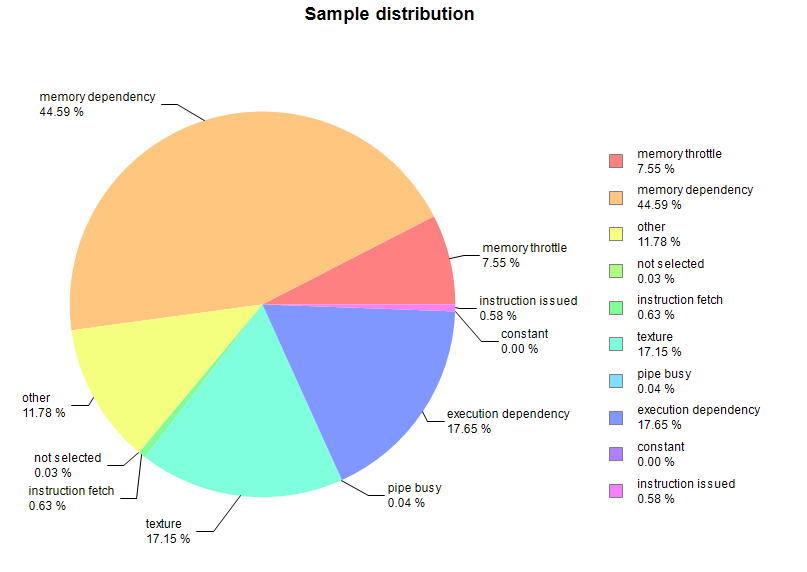 Sample distribution
memory dependency
44.59 %
memory throttle
7.55 %
instruction issued
0.58 %
constant
0.00 %
execution dependency
17.65 %
pipe busy
0.04 %
texture
17.15 %
instruction fetch
0.63 %
not selected
0.03 %
other
11.78 %
memory throttle
7.55 %
memory dependency
44.59 %
other
11.78 %
not selected
0.03 %
instruction fetch
0.63 %
texture
17.15 %
pipe busy
0.04 %
execution dependency
17.65 %
constant
0.00 %
instruction issued
0.58 %